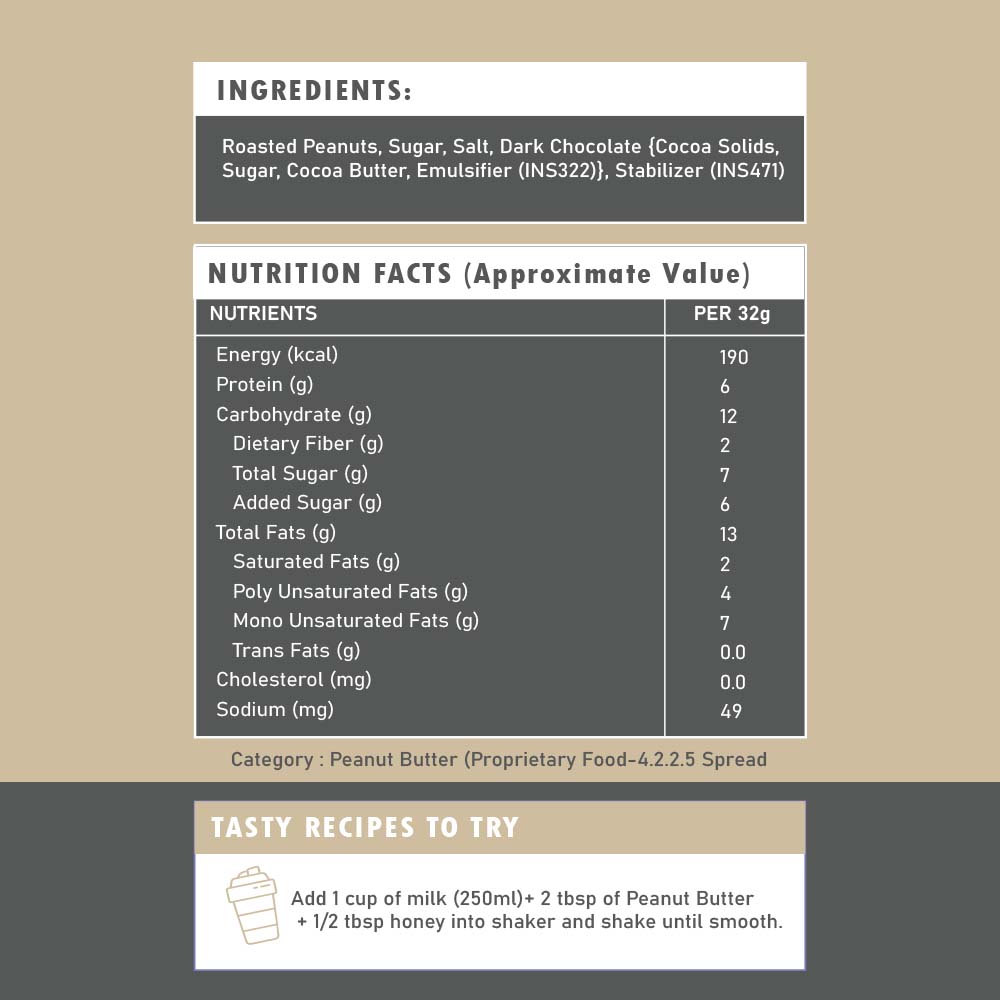 INGREDIENTS:
Roasted Peanuts, Sugar, Salt, Dark Chocolate {Cocoa Solids,
Sugar, Cocoa Butter, Emulsifier (INS322)}, Stabilizer (INS471)
NUTRITION FACTS (Approximate Value)
NUTRIENTS PER 32g
Energy (kcal) 190
Protein (g) 6
Carbohydrate (g) 12
Dietary Fiber (g) 2
Total Sugar (g) 7
Added Sugar (g) 6
Total Fats (g) 13
Saturated Fats (g) 2
Poly Unsaturated Fats (g) 4
Mono Unsaturated Fats (g) 7
Trans Fats (g) 0.0
Cholesterol (mg) 0.0
Sodium (mg) 49
Category : Peanut Butter (Proprietary Food-4.2.2.5 Spread
TASTY RECIPES TO TRY
Add 1 cup of milk (250ml)+ 2 tbsp of Peanut Butter
+ 1/2 tbsp honey into shaker and shake until smooth.